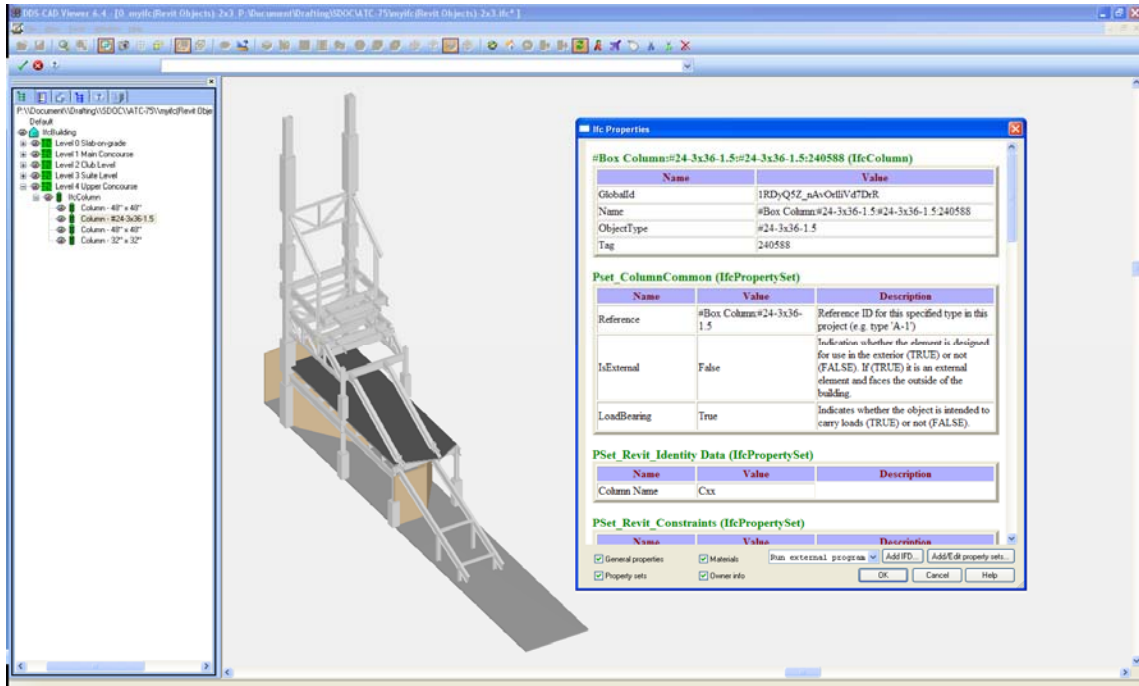 DDS-CAD Viewer 6.4 - [0 myifc(Revit Objects)-2x3 P:\Document\Drafting\SDOC\ATC-75\myifc(Revit Objects)-2x3.ifc* ]
P:\\Document\\Drafting\\SDOC\\ATC-75\\myifc(Revit Obje
Default
IfcBuilding
Level 0 Slab-on-grade
Level 1 Main Concourse
Level 2 Club Level
Level 3 Suite Level
Level 4 Upper Concourse
IfcColumn
Column - 48" x 48"
Column - #24-3x36-1.5
Column - 48" x 48"
Column - 32" x 32"
Ifc Properties
#Box Column:#24-3x36-1.5:#24-3x36-1.5:240588 (IfcColumn)
Name Value
GlobalId 1RDyQ5Z_nAvOrIfiVd7DrR
Name #Box Column:#24-3x36-1.5:#24-3x36-1.5:240588
ObjectType #24-3x36-1.5
Tag 240588
Pset_ColumnCommon (IfcPropertySet)
Name Value Description
Reference #Box Column:#24-3x36-1.5 Reference ID for this specified type in this project (e.g. type 'A-1')
IsExternal False Indication whether the element is designed for use in the exterior (TRUE) or not (FALSE). If (TRUE) it is an external element and faces the outside of the building.
LoadBearing True Indicates whether the object is intended to carry loads (TRUE) or not (FALSE).
PSet_Revit_Identity Data (IfcPropertySet)
Name Value Description
Column Name Cxx
PSet_Revit_Constraints (IfcPropertySet)
Name Value Description
General properties Materials Run external program Add IFD... Add/Edit property sets...
Property sets Owner info OK Cancel Help